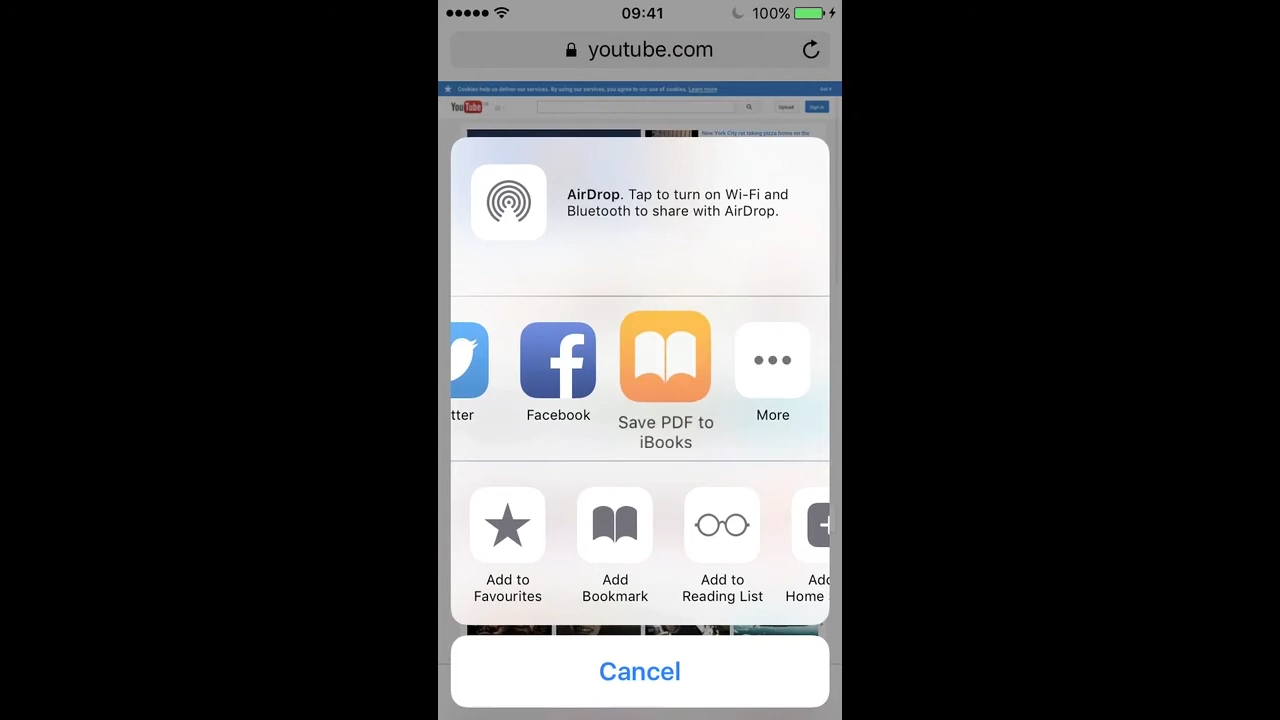 09:41
100%
youtube.com
Cookies help us deliver our services. By using our services, you agree to our use of cookies. Learn more
Got it
YouTube
Upload
Sign in
New York City rat taking pizza home on the
AirDrop. Tap to turn on Wi-Fi and
Bluetooth to share with AirDrop.
tter
Facebook
Save PDF to
iBooks
More
Add to
Favourites
Add
Bookmark
Add to
Reading List
Add
Home
Cancel